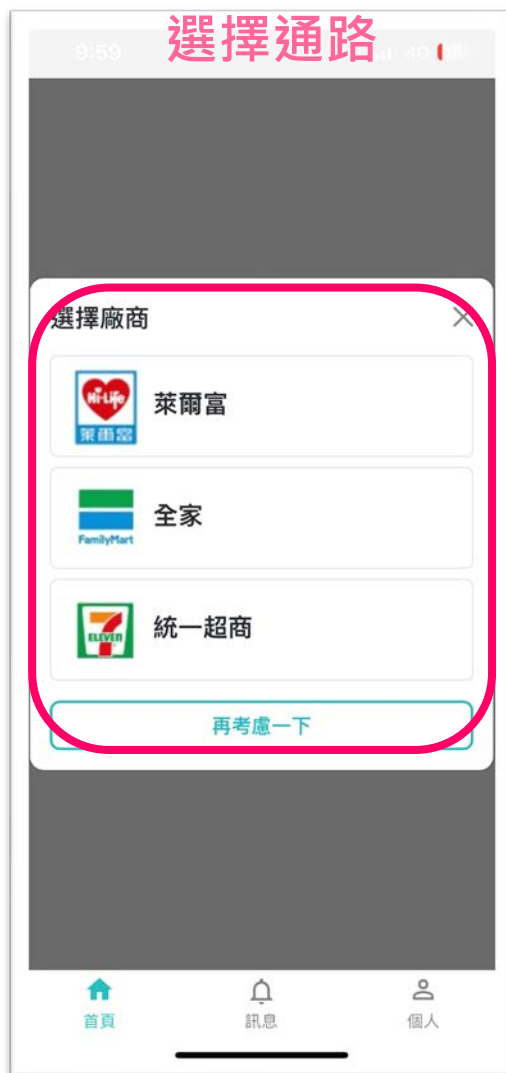 選擇通路
9:59
選擇廠商
Hi-Life
萊爾富
萊爾富
FamilyMart
全家
7
ELEVEN
統一超商
再考慮一下
首頁
訊息
個人